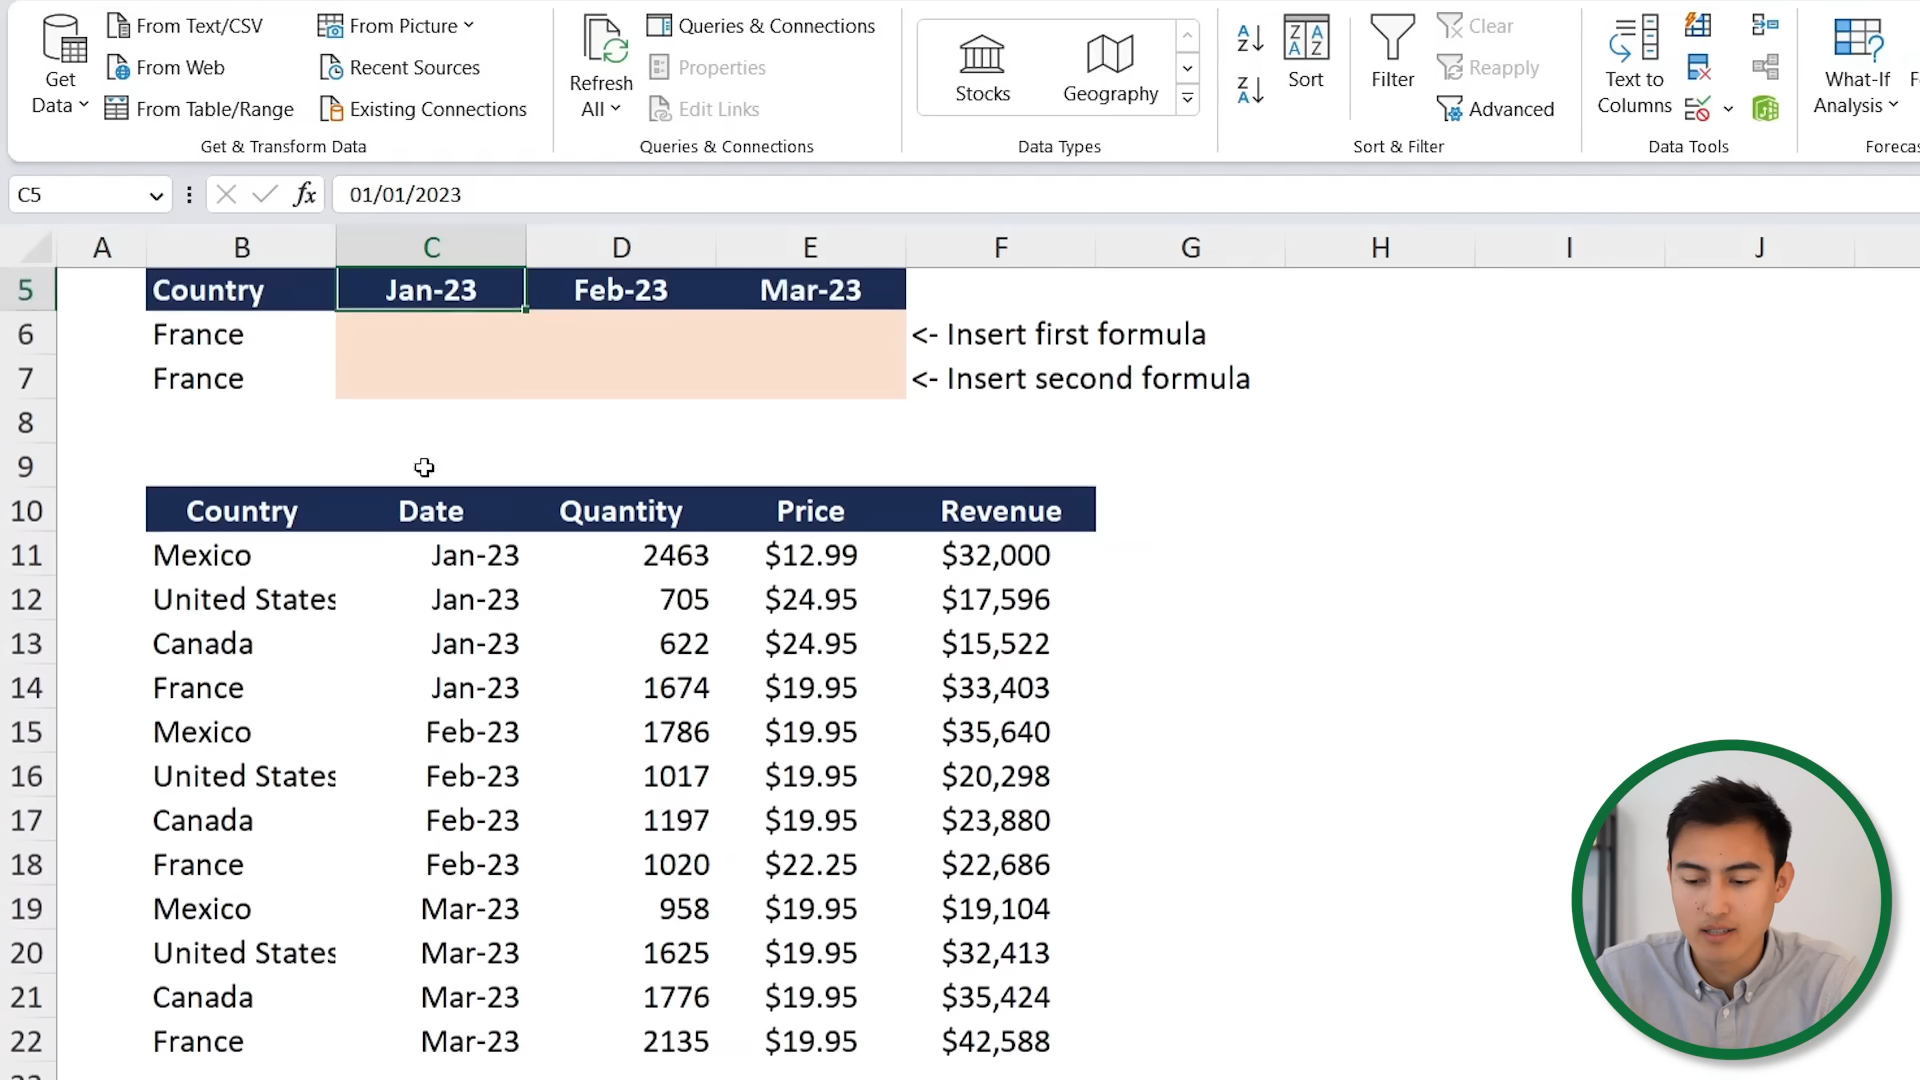 Get Data
From Text/CSV
From Web
From Table/Range
From Picture
Recent Sources
Existing Connections
Get & Transform Data
Refresh All
Queries & Connections
Properties
Edit Links
Queries & Connections
Stocks
Geography
Data Types
Sort
Filter
Clear
Reapply
Advanced
Sort & Filter
Text to Columns
Data Tools
What-If Analysis
C5
fx 01/01/2023
A B C D E F G H I J
5 Country Jan-23 Feb-23 Mar-23
6 France <- Insert first formula
7 France <- Insert second formula
8
9
10 Country Date Quantity Price Revenue
11 Mexico Jan-23 2463 $12.99 $32,000
12 United States Jan-23 705 $24.95 $17,596
13 Canada Jan-23 622 $24.95 $15,522
14 France Jan-23 1674 $19.95 $33,403
15 Mexico Feb-23 1786 $19.95 $35,640
16 United States Feb-23 1017 $19.95 $20,298
17 Canada Feb-23 1197 $19.95 $23,880
18 France Feb-23 1020 $22.25 $22,686
19 Mexico Mar-23 958 $19.95 $19,104
20 United States Mar-23 1625 $19.95 $32,413
21 Canada Mar-23 1776 $19.95 $35,424
22 France Mar-23 2135 $19.95 $42,588